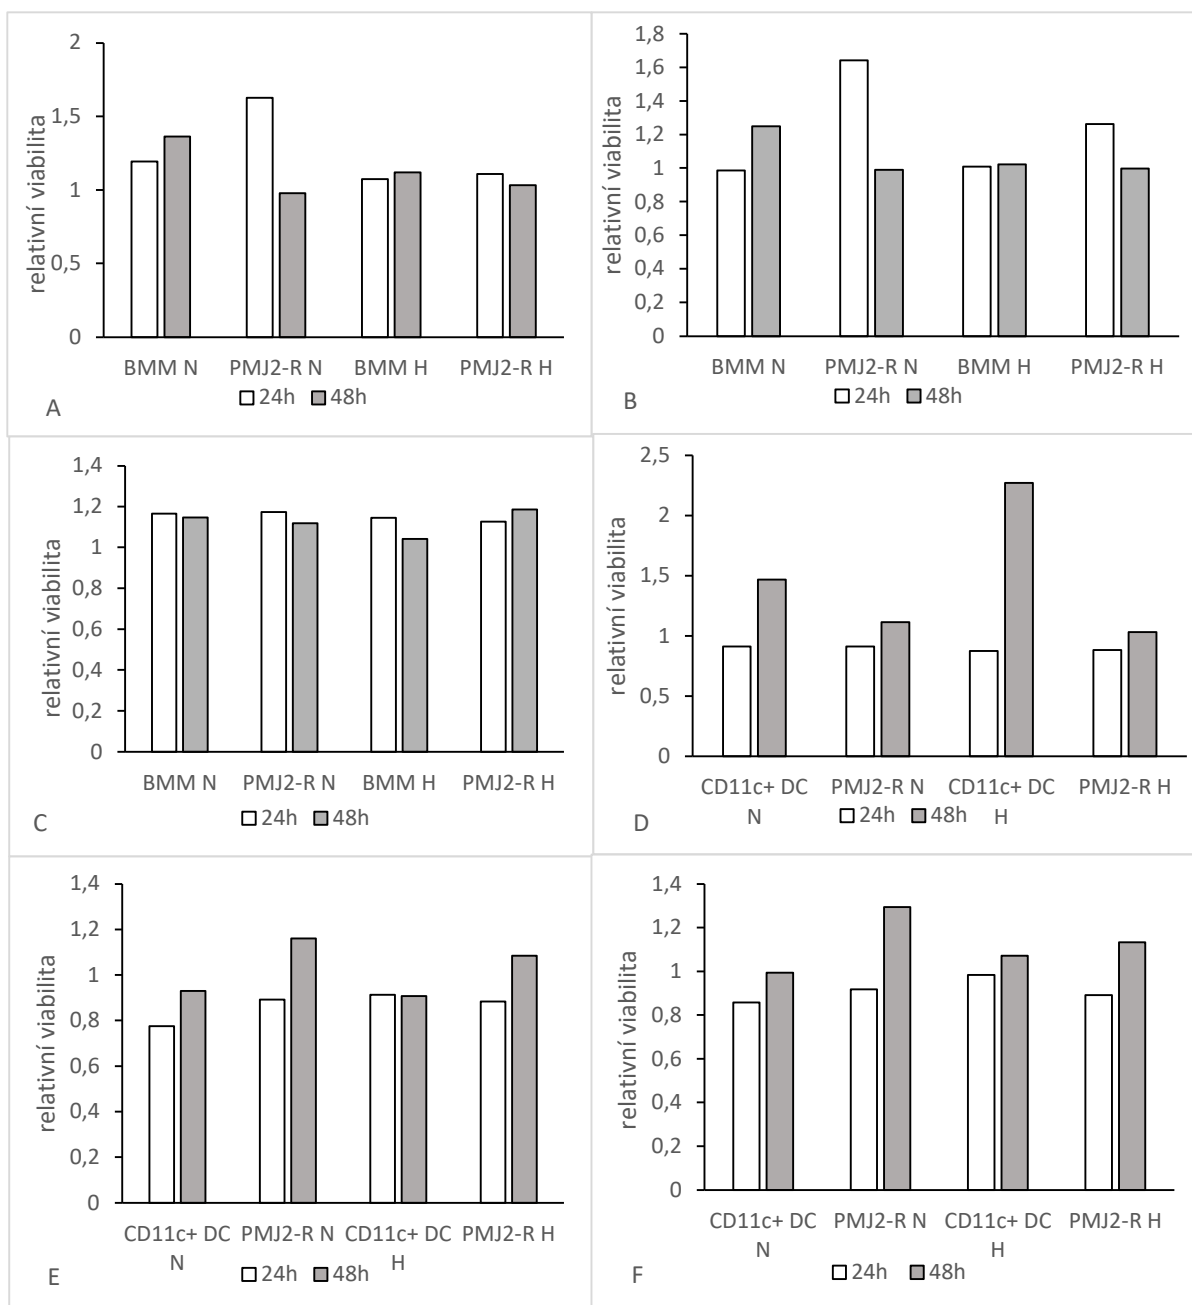 2
1,5
1
0,5
0
relativní viabilita
BMM N PMJ2-R N BMM H PMJ2-R H
24h 48h
A
1,8
1,6
1,4
1,2
1
0,8
0,6
0,4
0,2
0
relativní viabilita
BMM N PMJ2-R N BMM H PMJ2-R H
24h 48h
B
1,4
1,2
1
0,8
0,6
0,4
0,2
0
relativní viabilita
BMM N PMJ2-R N BMM H PMJ2-R H
24h 48h
C
2,5
2
1,5
1
0,5
0
relativní viabilita
CD11c+ DC PMJ2-R N CD11c+ DC PMJ2-R H
N H
24h 48h
D
1,4
1,2
1
0,8
0,6
0,4
0,2
0
relativní viabilita
CD11c+ DC PMJ2-R N CD11c+ DC PMJ2-R H
N H
24h 48h
E
1,4
1,2
1
0,8
0,6
0,4
0,2
0
relativní viabilita
CD11c+ DC PMJ2-R N CD11c+ DC PMJ2-R H
N H
24h 48h
F